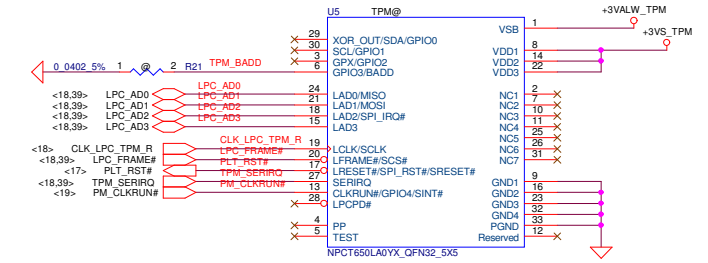 U5 TPM@
+3VALW_TPM
+3VS_TPM
29 XOR_OUT/SDA/GPIO0 VSB 1
30 SCL/GPIO1
3 GPX/GPIO2 VDD1 8
0_0402_5% 1 @ 2 R21 TPM_BADD 6 GPIO3/BADD VDD2 14
VDD3 22
<18,39> LPC_AD0 LPC_AD0 24 LAD0/MISO NC1 2
<18,39> LPC_AD1 LPC_AD1 21 LAD1/MOSI NC2 7
<18,39> LPC_AD2 LPC_AD2 18 LAD2/SPI_IRQ# NC3 10
<18,39> LPC_AD3 LPC_AD3 15 LAD3 NC4 11
NC5 25
<18> CLK_LPC_TPM_R CLK_LPC_TPM_R 19 LCLK/SCLK NC6 26
<18,39> LPC_FRAME# LPC_FRAME# 20 LFRAME#/SCS# NC7 31
<17> PLT_RST# PLT_RST# 17 LRESET#/SPI_RST#/SRESET#
<18,39> TPM_SERIRQ TPM_SERIRQ 27 SERIRQ GND1 9
<19> PM_CLKRUN# PM_CLKRUN# 13 CLKRUN#/GPIO4/SINT# GND2 16
28 LPCPD# GND3 23
GND4 32
4 PP PGND 33
5 TEST Reserved 12
NPCT650LA0YX_QFN32_5X5